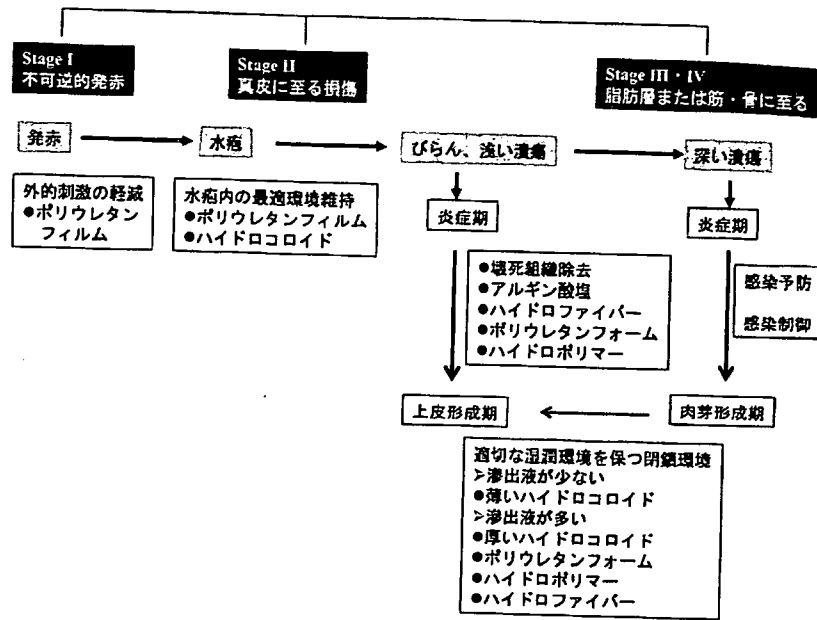 Stage I
不可逆的発赤
Stage II
真皮に至る損傷
Stage III・IV
脂肪層または筋・骨に至る
発赤
水疱
びらん、浅い潰瘍
深い潰瘍
外的刺激の軽減
●ポリウレタン
フィルム
水疱内の最適環境維持
●ポリウレタンフィルム
●ハイドロコロイド
炎症期
炎症期
●壊死組織除去
●アルギン酸塩
●ハイドロファイバー
●ポリウレタンフォーム
●ハイドロポリマー
感染予防
感染制御
上皮形成期
肉芽形成期
適切な湿潤環境を保つ閉鎖環境
➢滲出液が少ない
●薄いハイドロコロイド
➢滲出液が多い
●厚いハイドロコロイド
●ポリウレタンフォーム
●ハイドロポリマー
●ハイドロファイバー